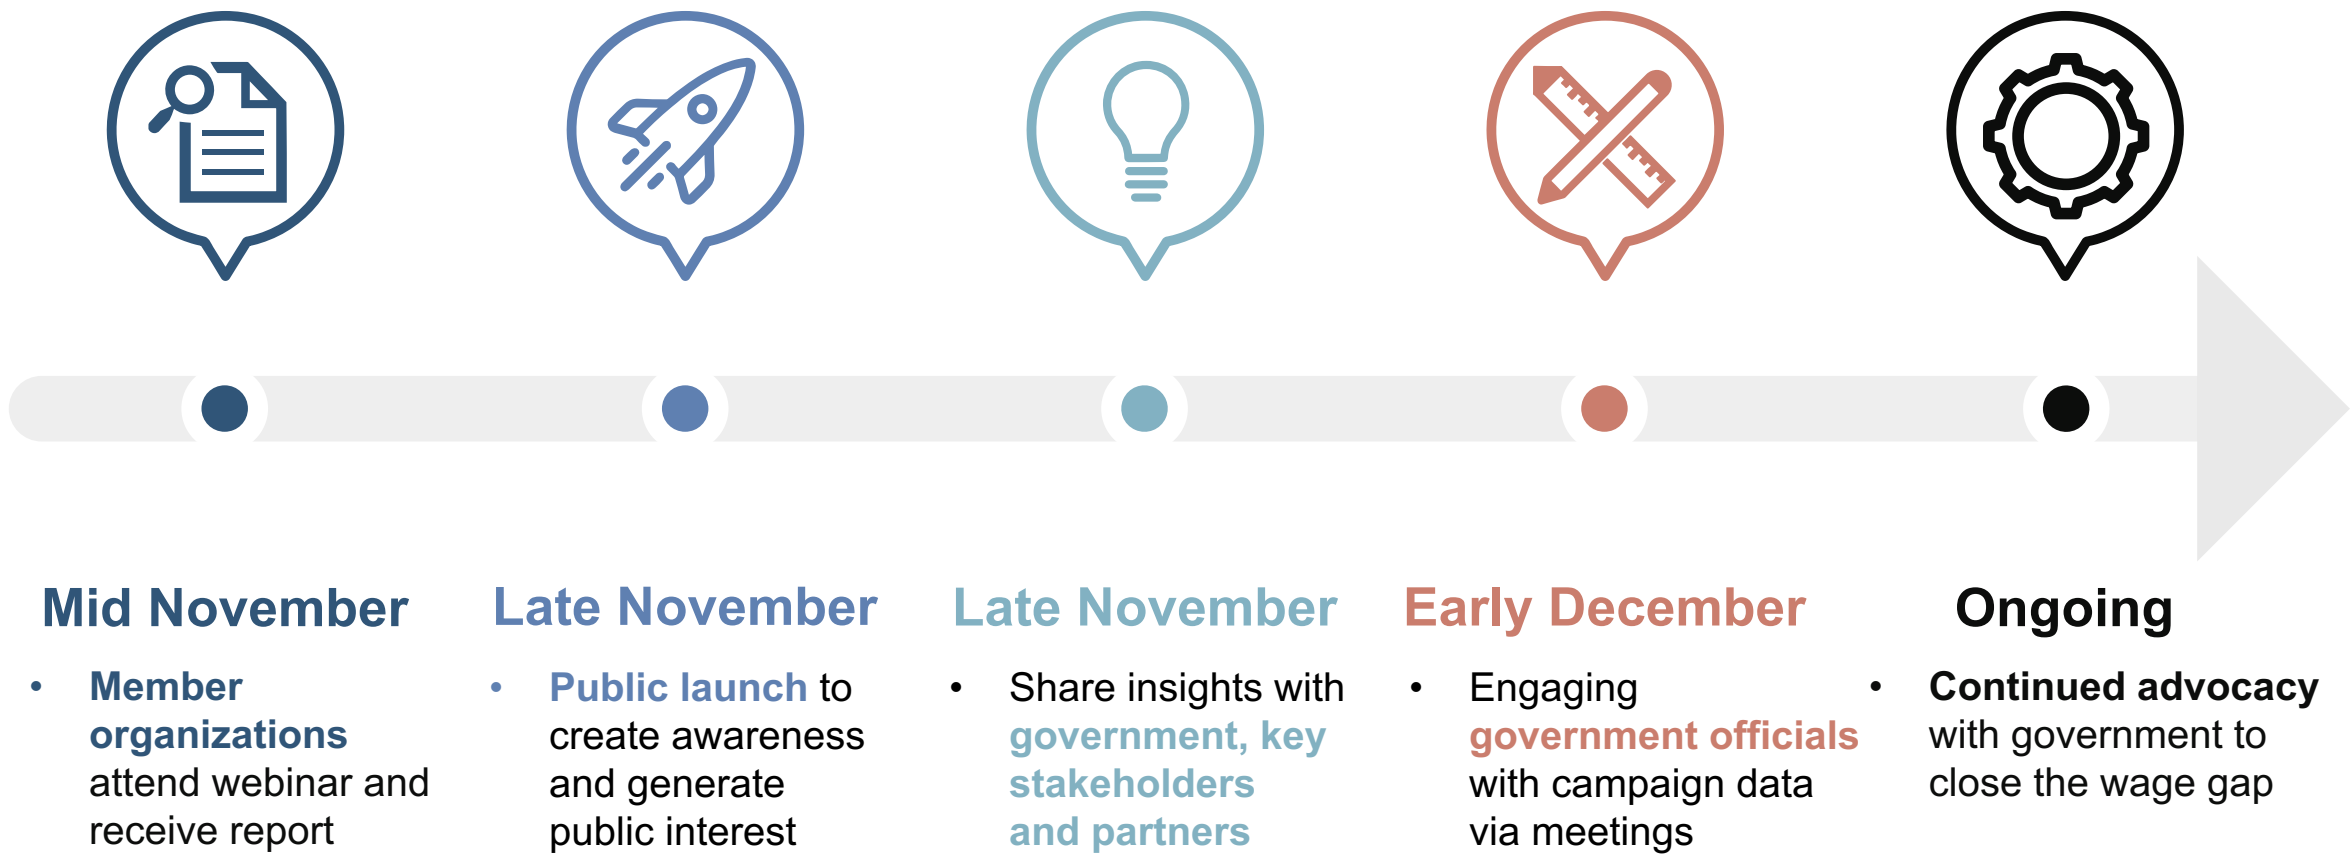 Mid November
• Member
organizations
attend webinar and
receive report
Late November
• Public launch to
create awareness
and generate
public interest
Late November
• Share insights with
government, key
stakeholders
and partners
Early December
• Engaging
government officials
with campaign data
via meetings
Ongoing
• Continued advocacy
with government to
close the wage gap